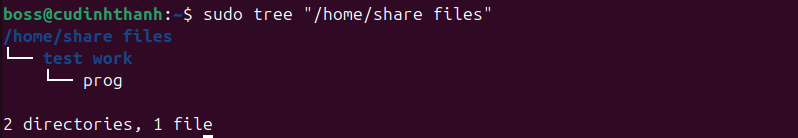 boss@cudinhthanh:~$ sudo tree "/home/share files"
/home/share files
└── test work
    └── prog
2 directories, 1 file